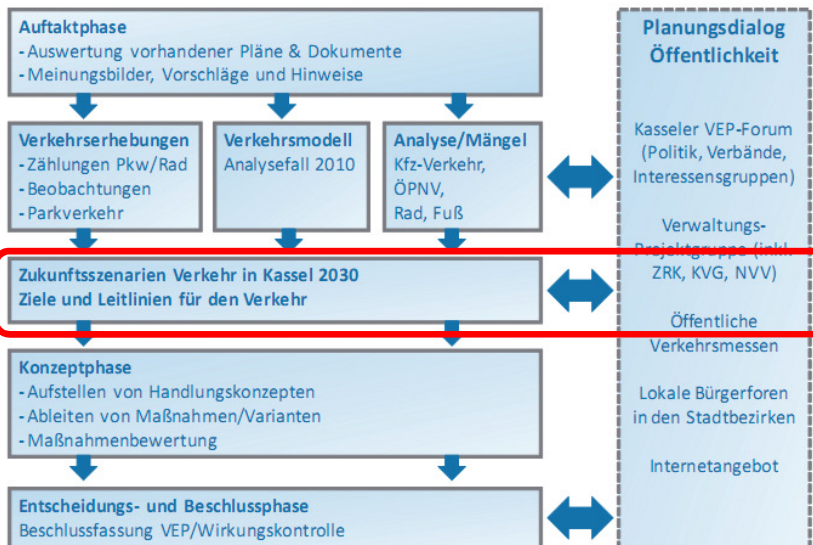 Auftaktphase
- Auswertung vorhandener Pläne & Dokumente
- Meinungsbilder, Vorschläge und Hinweise
Verkehrserhebungen
- Zählungen Pkw/Rad
- Beobachtungen
- Parkverkehr
Verkehrsmodell
Analysefall 2010
Analyse/Mängel
Kfz-Verkehr,
ÖPNV,
Rad, Fuß
Zukunftsszenarien Verkehr in Kassel 2030
Ziele und Leitlinien für den Verkehr
Konzeptphase
- Aufstellen von Handlungskonzepten
- Ableiten von Maßnahmen/Varianten
- Maßnahmenbewertung
Entscheidungs- und Beschlussphase
Beschlussfassung VEP/Wirkungskontrolle
Planungsdialog
Öffentlichkeit
Kasseler VEP-Forum
(Politik, Verbände,
Interessensgruppen)
Verwaltungs-
Projektgruppe (inkl.
ZRK, KVG, NVV)
Öffentliche
Verkehrsmessen
Lokale Bürgerforen
in den Stadtbezirken
Internetangebot